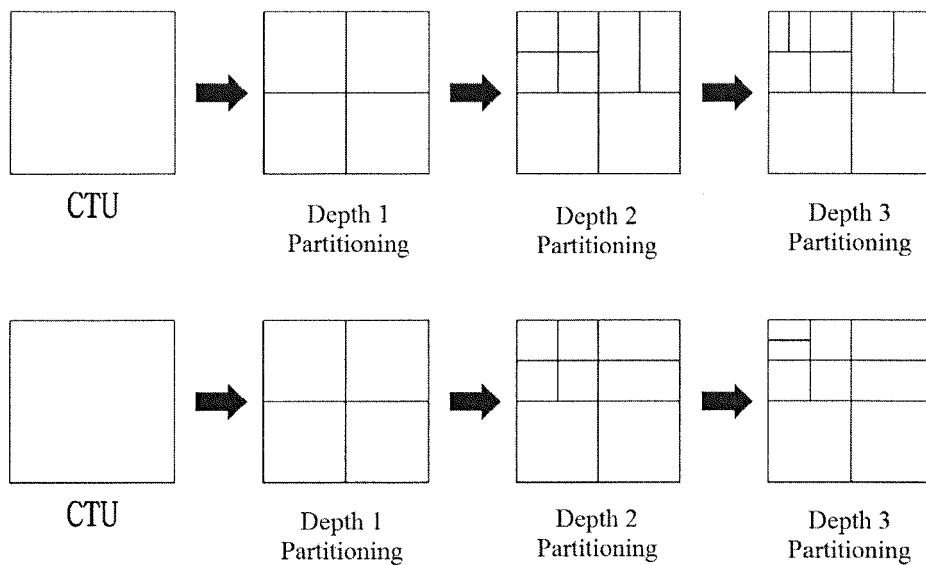 CTU
Depth 1
Partitioning
Depth 2
Partitioning
Depth 3
Partitioning
CTU
Depth 1
Partitioning
Depth 2
Partitioning
Depth 3
Partitioning